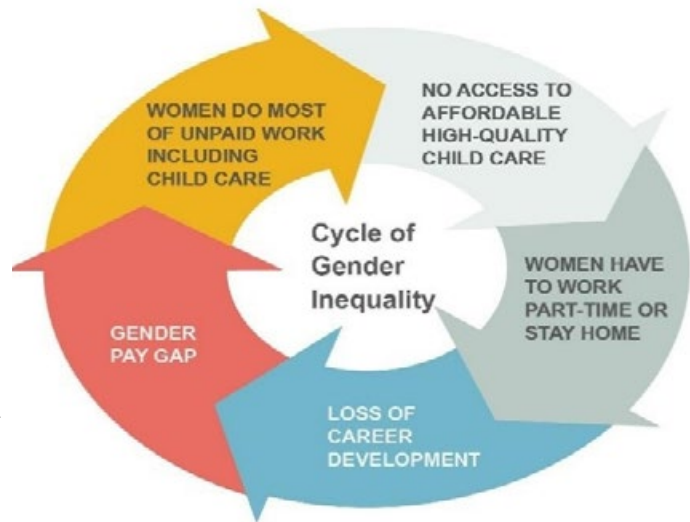 WOMEN DO MOST
OF UNPAID WORK
INCLUDING
CHILD CARE
NO ACCESS TO
AFFORDABLE
HIGH-QUALITY
CHILD CARE
WOMEN HAVE
TO WORK
PART-TIME OR
STAY HOME
LOSS OF
CAREER
DEVELOPMENT
GENDER
PAY GAP
Cycle of
Gender
Inequality